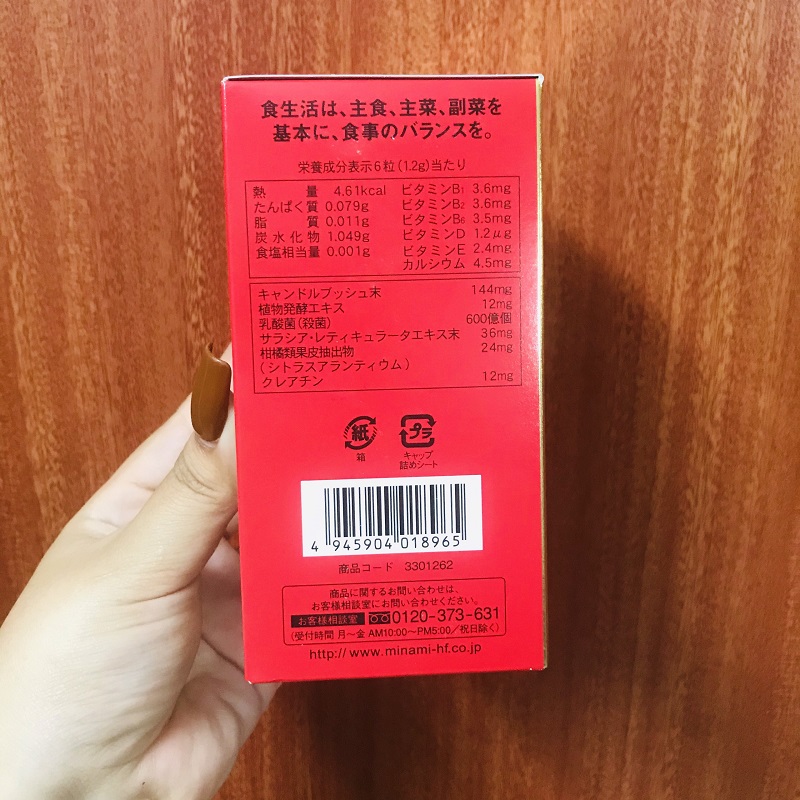 食生活は、主食、主菜、副菜を
基本に、食事のバランスを。
栄養成分表示6粒(1.2g)当たり
熱量 4.61kcal ビタミンB1 3.6mg
たんぱく質 0.079g ビタミンB2 3.6mg
脂質 0.011g ビタミンB6 3.5mg
炭水化物 1.049g ビタミンD 1.2μg
食塩相当量 0.001g ビタミンE 2.4mg
カルシウム 4.5mg
キャンドルブッシュ末 144mg
植物発酵エキス 12mg
乳酸菌(殺菌) 600億個
サラシア・レティキュラータエキス末 36mg
柑橘類果皮抽出物 24mg
(シトラスアランティウム)
クレアチン 12mg
紙 プラ
箱 キャップ
詰めシート
4 945904 018965
商品コード 3301262
商品に関するお問い合わせは、
お客様相談室にお問い合わせください。
お客様相談室 0120-373-631
(受付時間 月〜金 AM10:00〜PM5:00/祝日除く)
http://www.minami-hf.co.jp